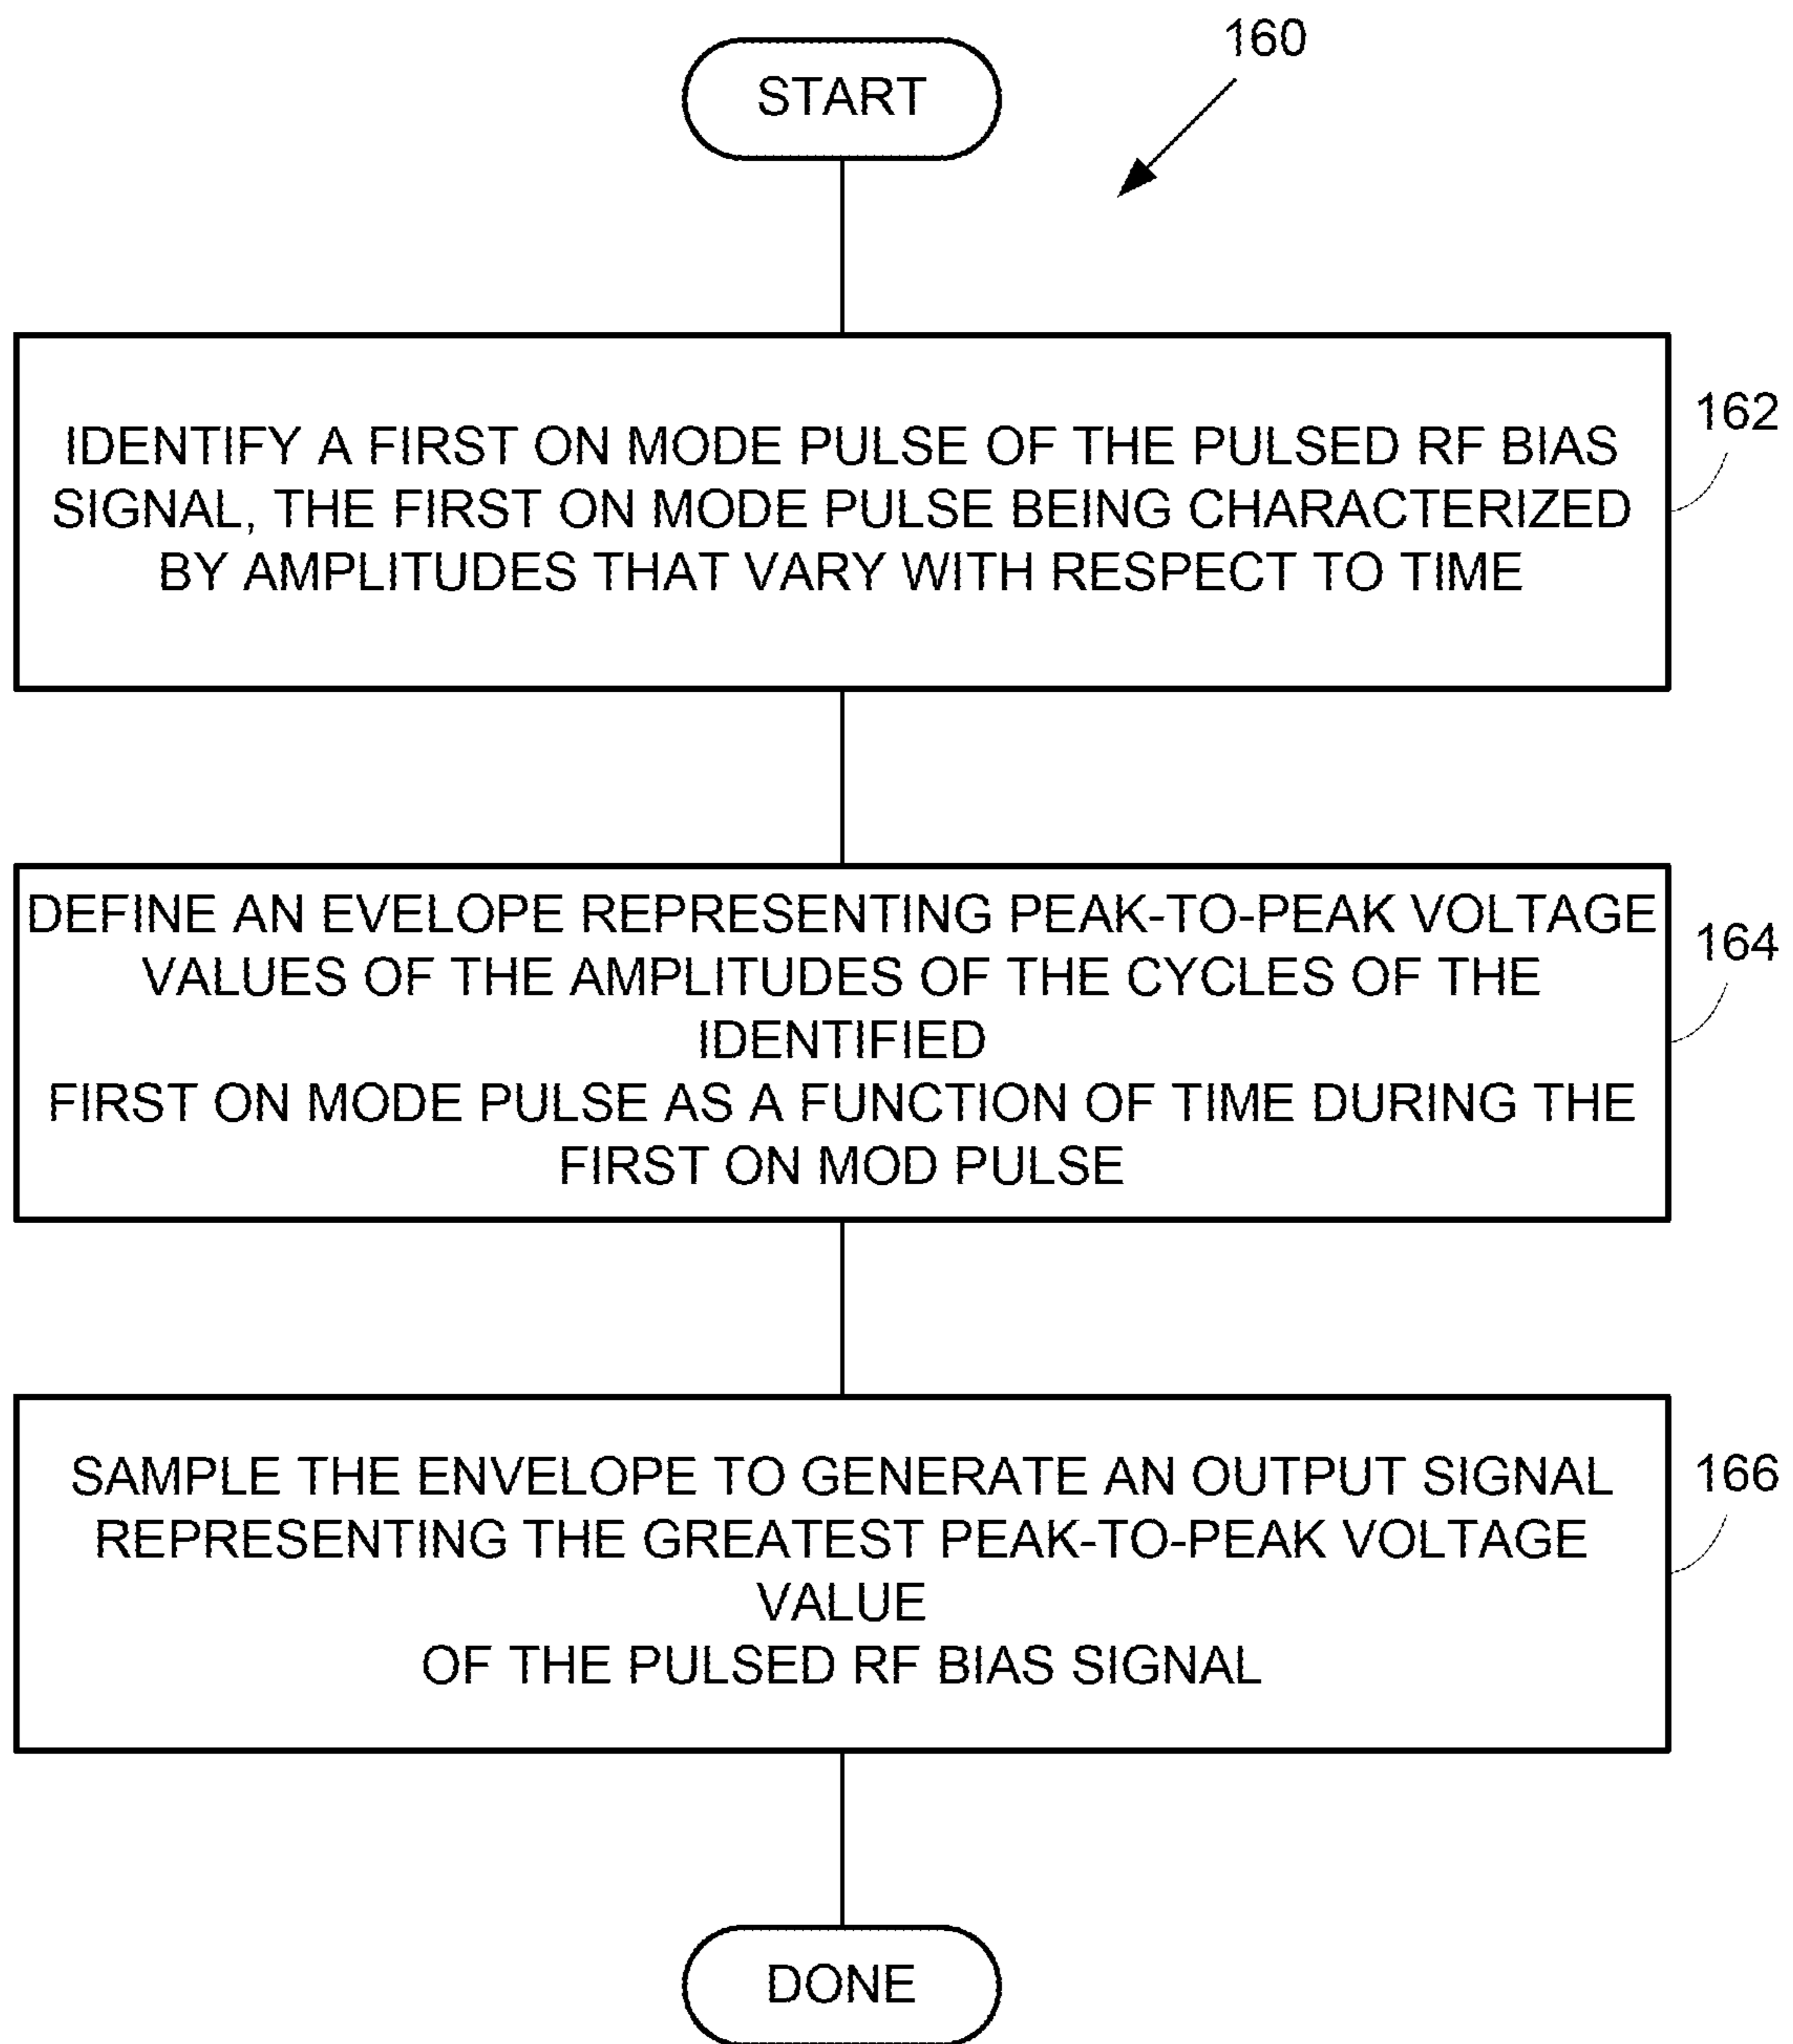 160
START
IDENTIFY A FIRST ON MODE PULSE OF THE PULSED RF BIAS
SIGNAL, THE FIRST ON MODE PULSE BEING CHARACTERIZED
BY AMPLITUDES THAT VARY WITH RESPECT TO TIME
162
DEFINE AN EVELOPE REPRESENTING PEAK-TO-PEAK VOLTAGE
VALUES OF THE AMPLITUDES OF THE CYCLES OF THE
IDENTIFIED
FIRST ON MODE PULSE AS A FUNCTION OF TIME DURING THE
FIRST ON MOD PULSE
164
SAMPLE THE ENVELOPE TO GENERATE AN OUTPUT SIGNAL
REPRESENTING THE GREATEST PEAK-TO-PEAK VOLTAGE
VALUE
OF THE PULSED RF BIAS SIGNAL
166
DONE